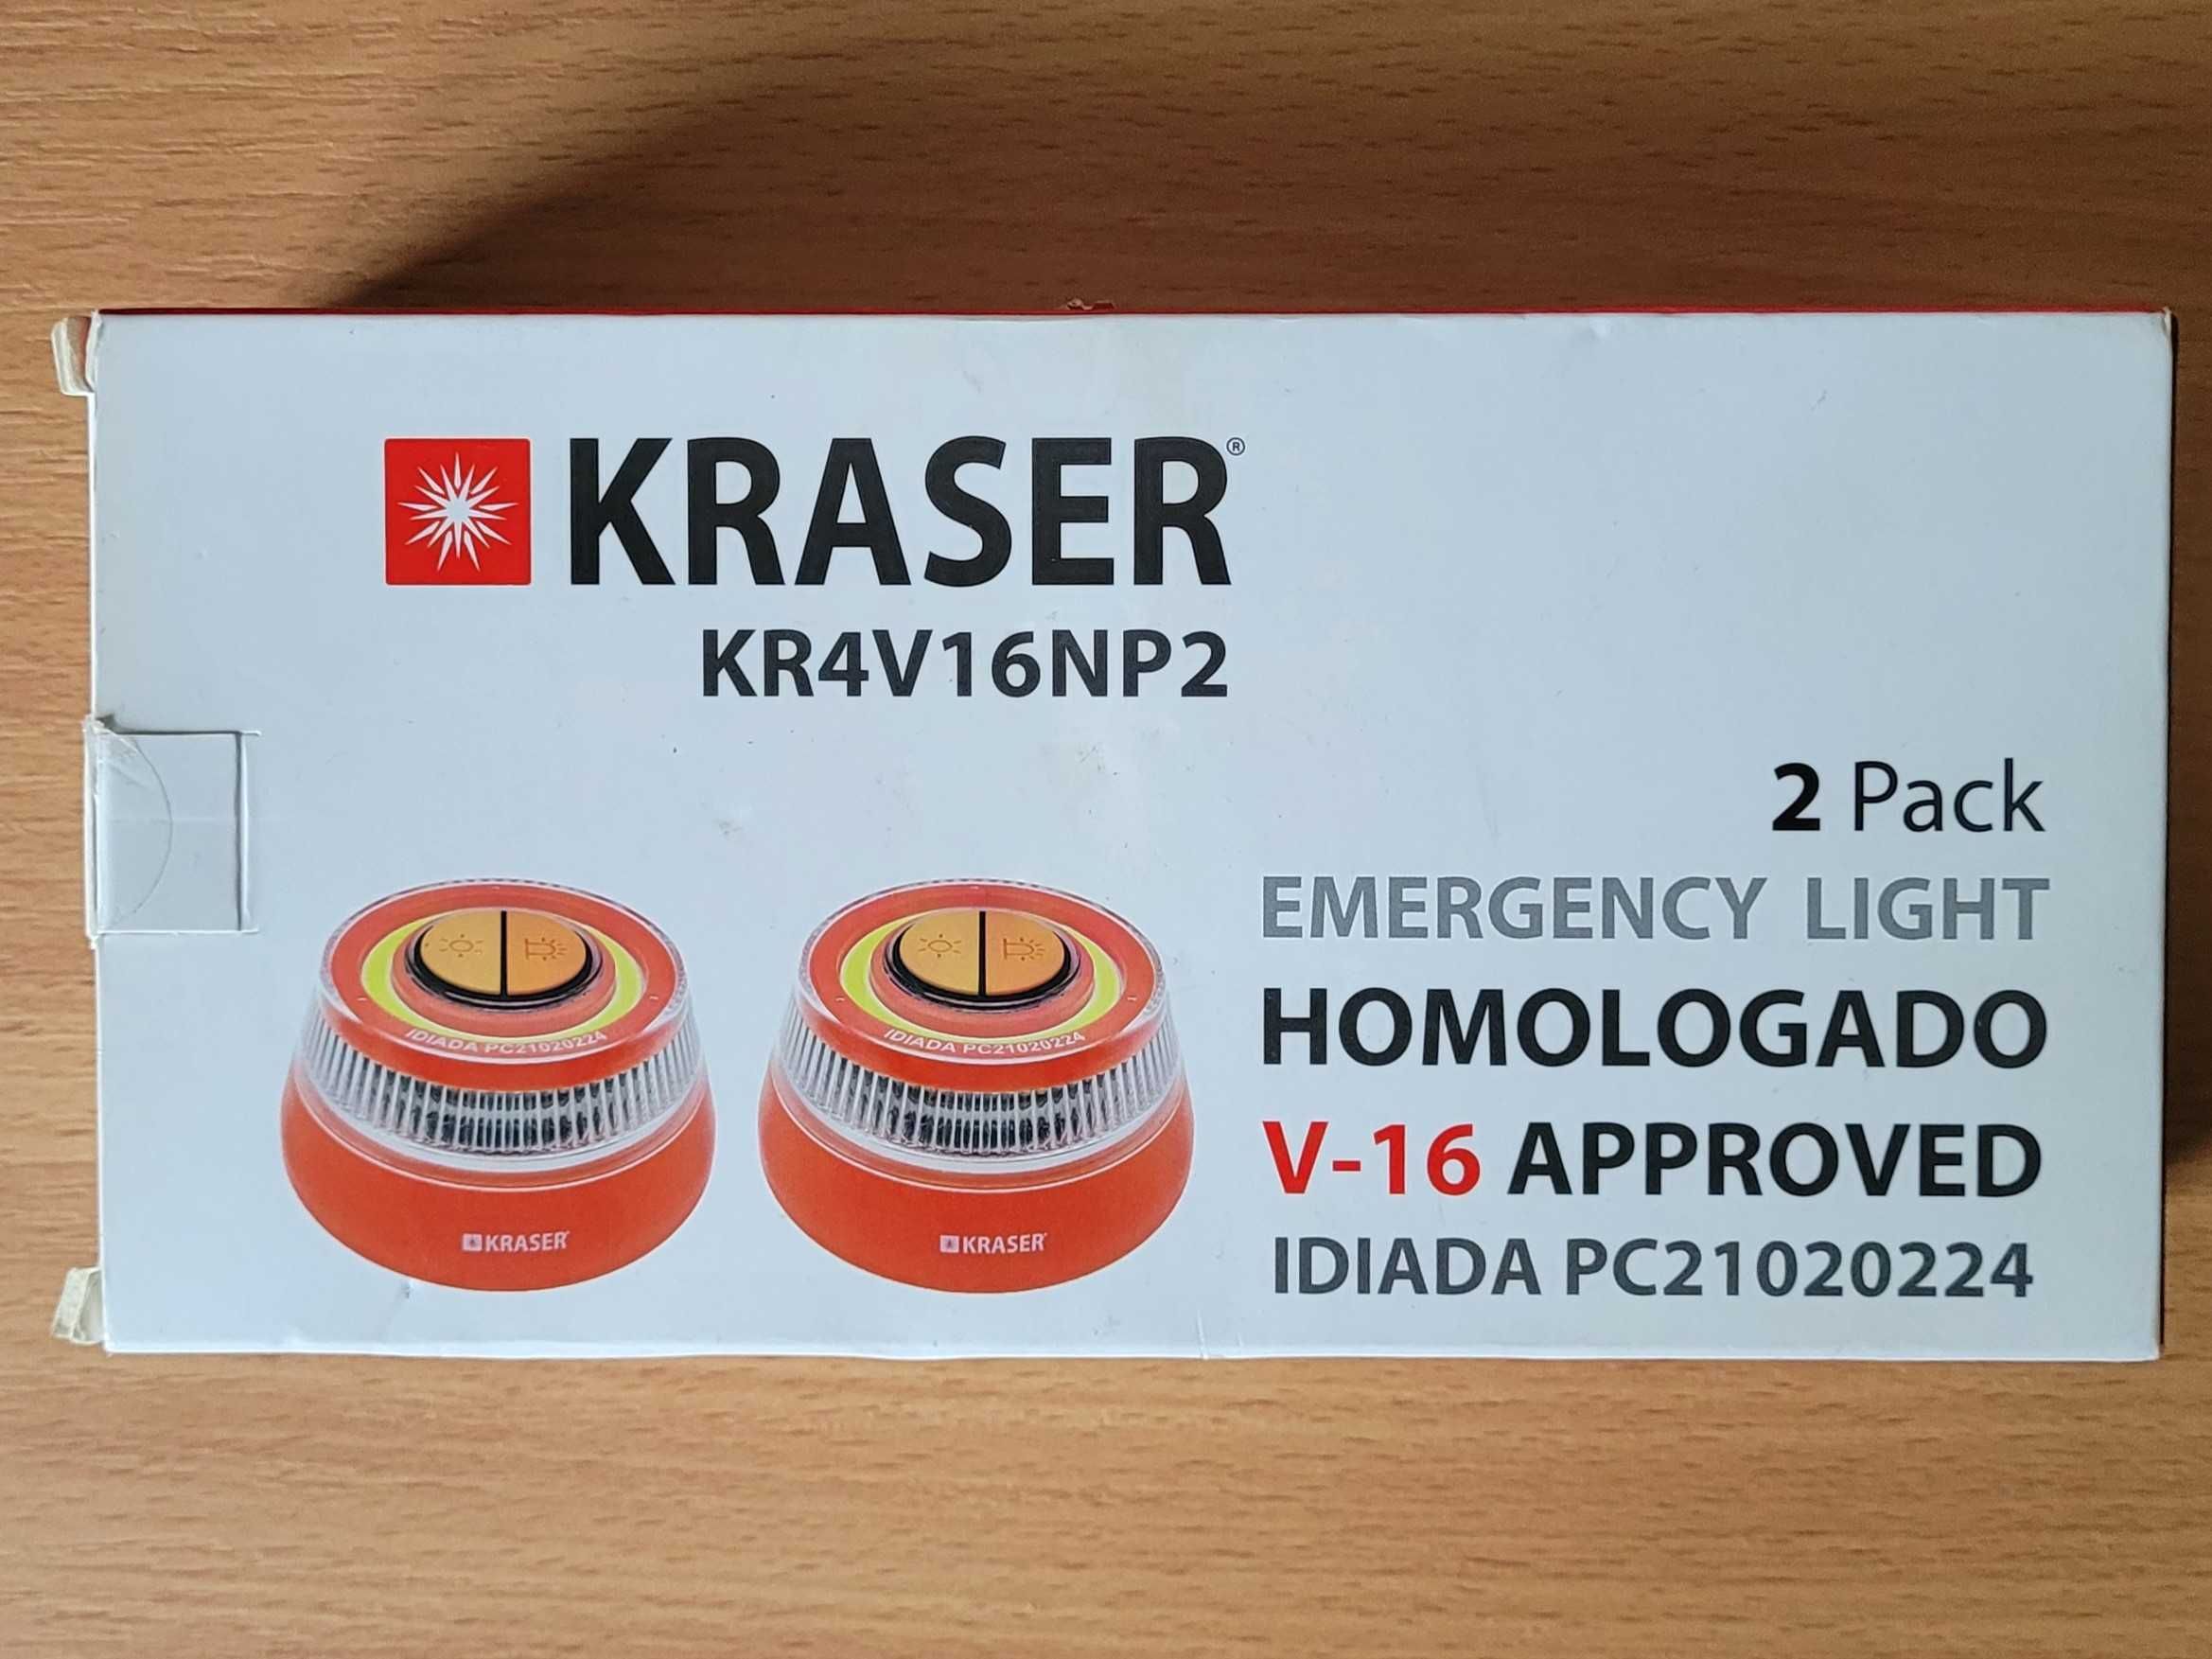 KRASER®
KR4V16NP2
2 Pack
EMERGENCY LIGHT
HOMOLOGADO
V-16 APPROVED
IDIADA PC21020224
IDIADA PC21020224
KRASER
IDIADA PC21020224
KRASER